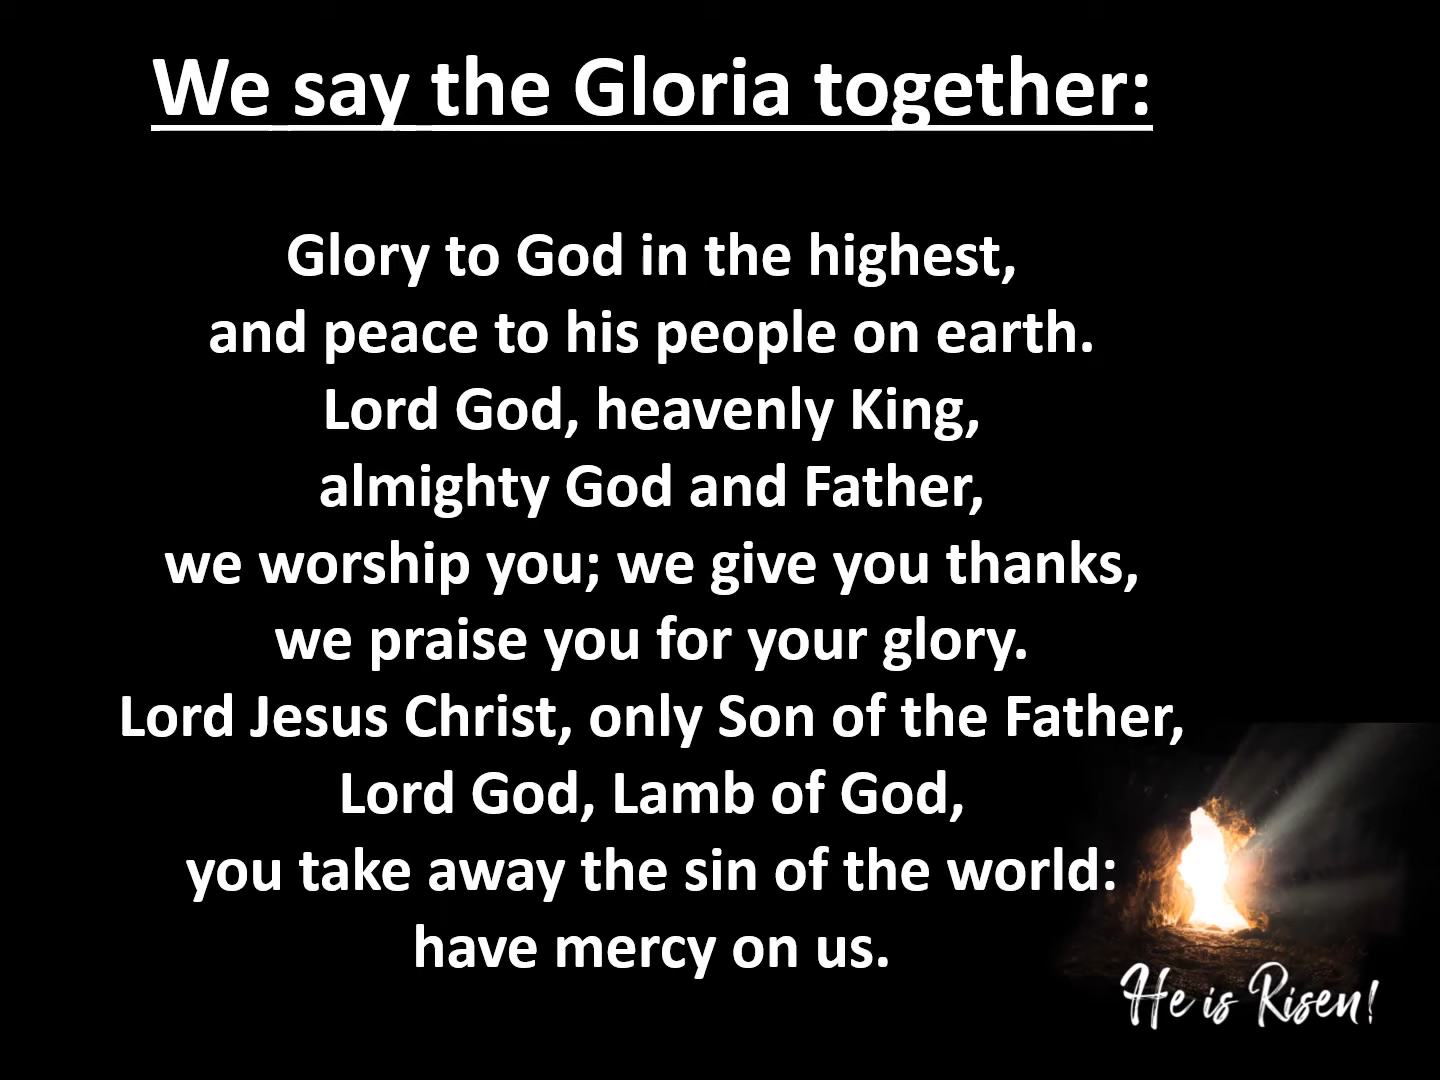 We say the Gloria together:
Glory to God in the highest,
and peace to his people on earth.
Lord God, heavenly King,
almighty God and Father,
we worship you; we give you thanks,
we praise you for your glory.
Lord Jesus Christ, only Son of the Father,
Lord God, Lamb of God,
you take away the sin of the world:
have mercy on us.
He is Risen!